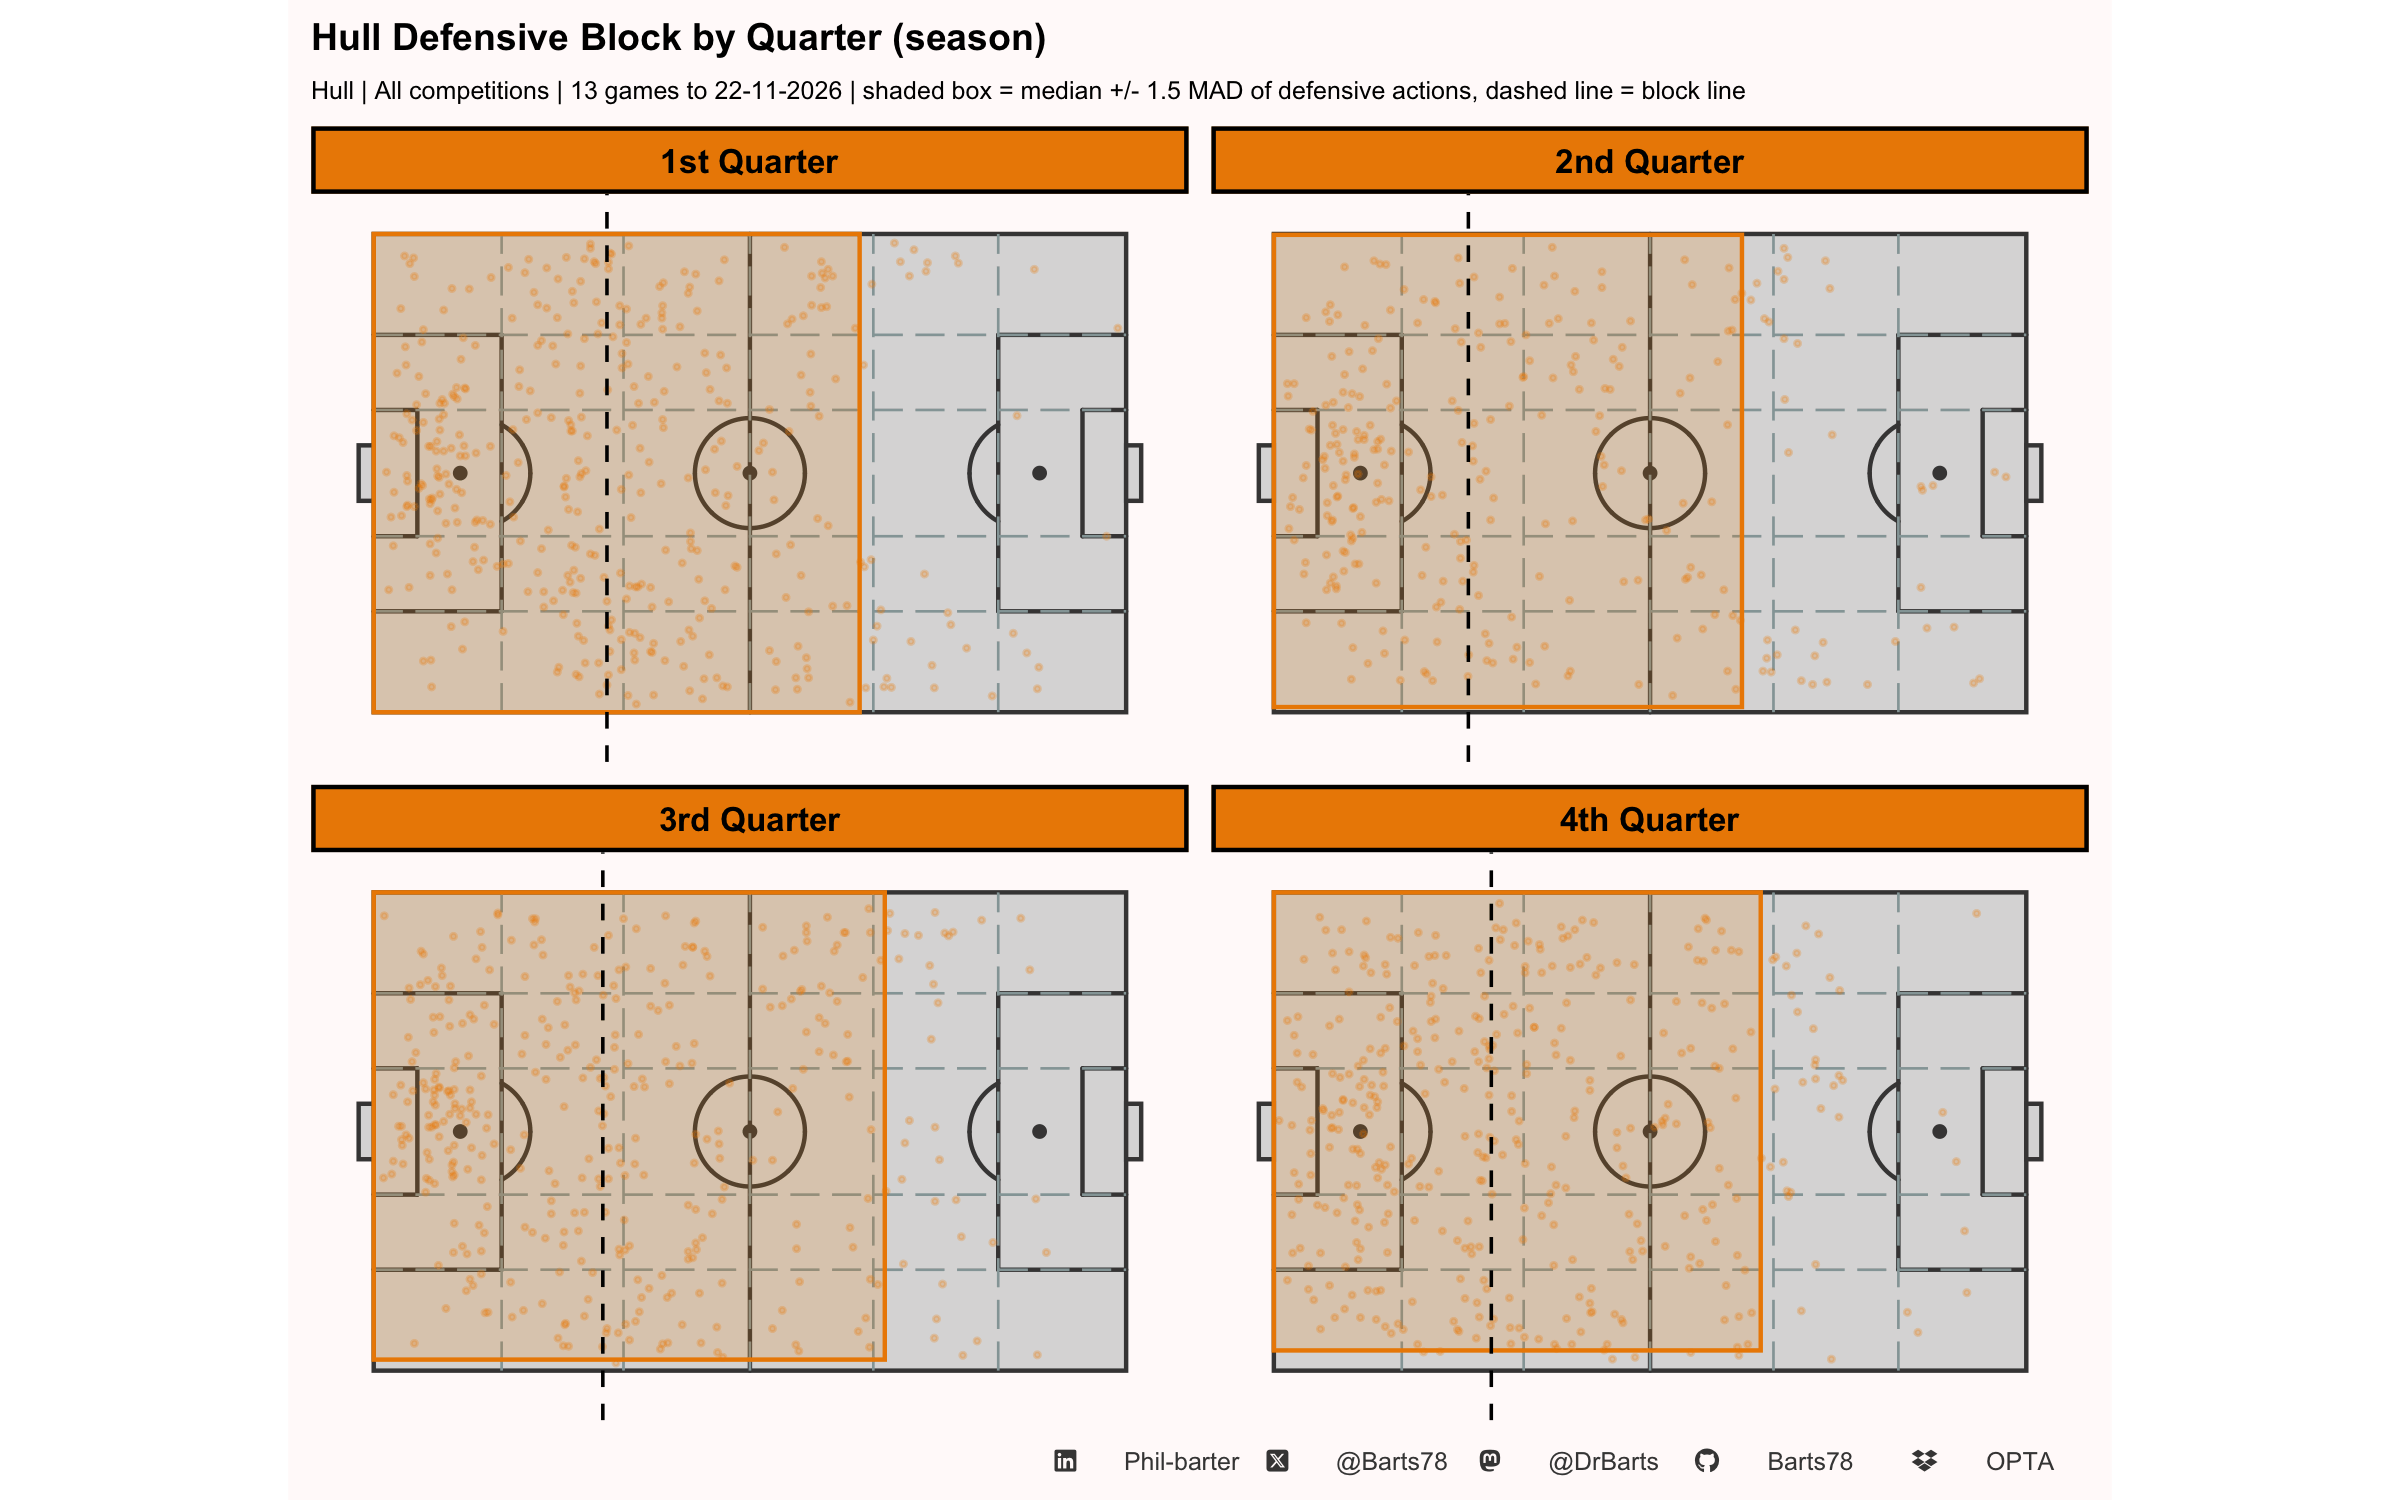 Hull Defensive Block by Quarter (season)
Hull | All competitions | 13 games to 22-11-2026 | shaded box = median +/- 1.5 MAD of defensive actions, dashed line = block line
1st Quarter
2nd Quarter
3rd Quarter
4th Quarter
Phil-barter @Barts78 @DrBarts Barts78 OPTA